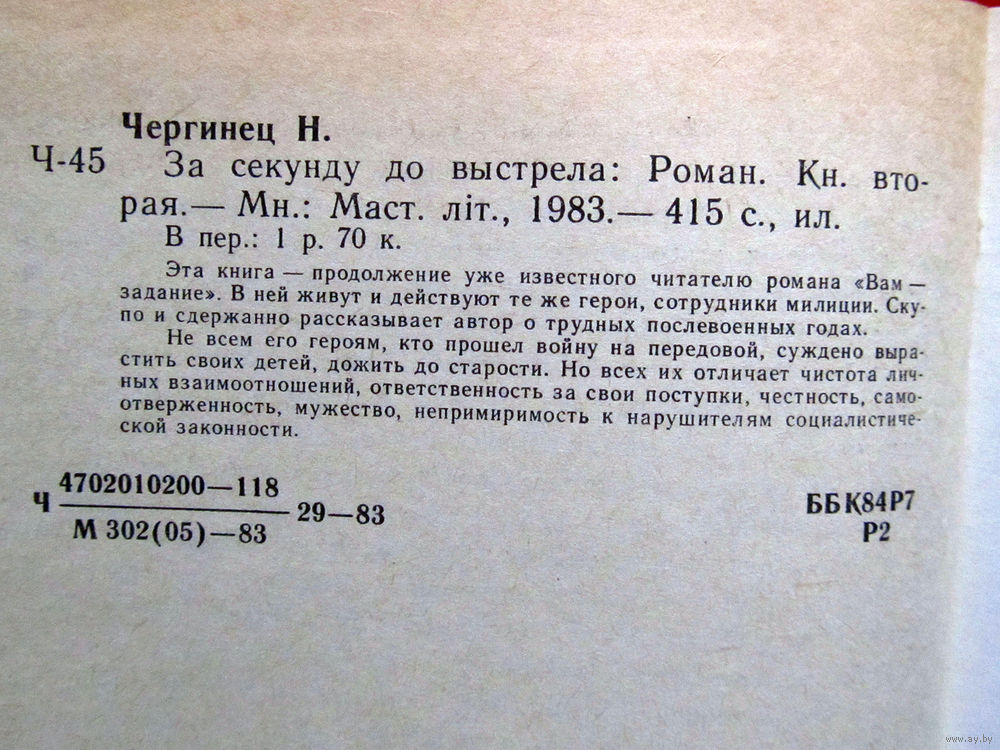 Чергинец Н.
Ч-45 За секунду до выстрела: Роман. Кн. вто-
рая.— Мн.: Маст. літ., 1983.— 415 с., ил.
В пер.: 1 р. 70 к.
Эта книга — продолжение уже известного читателю романа «Вам —
задание». В ней живут и действуют те же герои, сотрудники милиции. Ску-
по и сдержанно рассказывает автор о трудных послевоенных годах.
Не всем его героям, кто прошел войну на передовой, суждено выра-
стить своих детей, дожить до старости. Но всех их отличает чистота лич-
ных взаимоотношений, ответственность за свои поступки, честность, само-
отверженность, мужество, непримиримость к нарушителям социалистиче-
ской законности.
4702010200—118
Ч 29—83
М 302(05)—83
ББК84Р7
Р2
www.ay.by